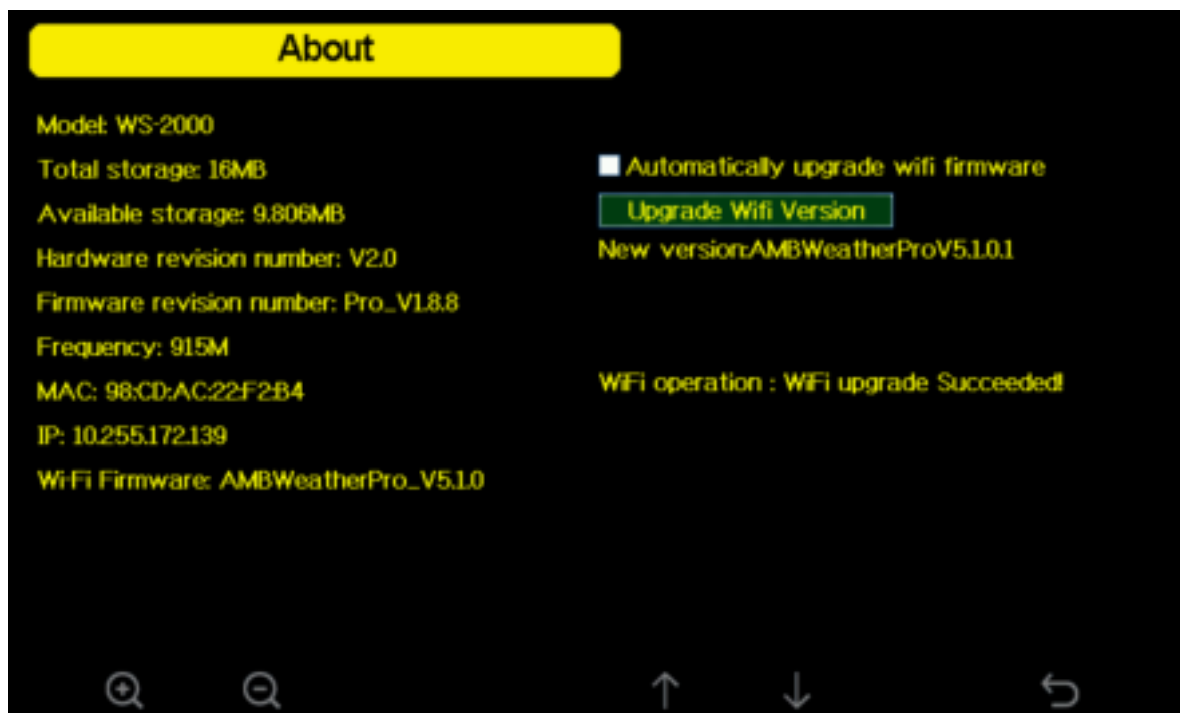 About
Model: WS-2000
Total storage: 16MB
Available storage: 9.806MB
Hardware revision number: V2.0
Firmware revision number: Pro_V1.8.8
Frequency: 915M
MAC: 98:CD:AC:22:F2:B4
IP: 10.255.172.139
Wi-Fi Firmware: AMBWeatherPro_V5.1.0
Automatically upgrade wifi firmware
Upgrade Wifi Version
New version:AMBWeatherProV5.1.0.1
WiFi operation : WiFi upgrade Succeeded!